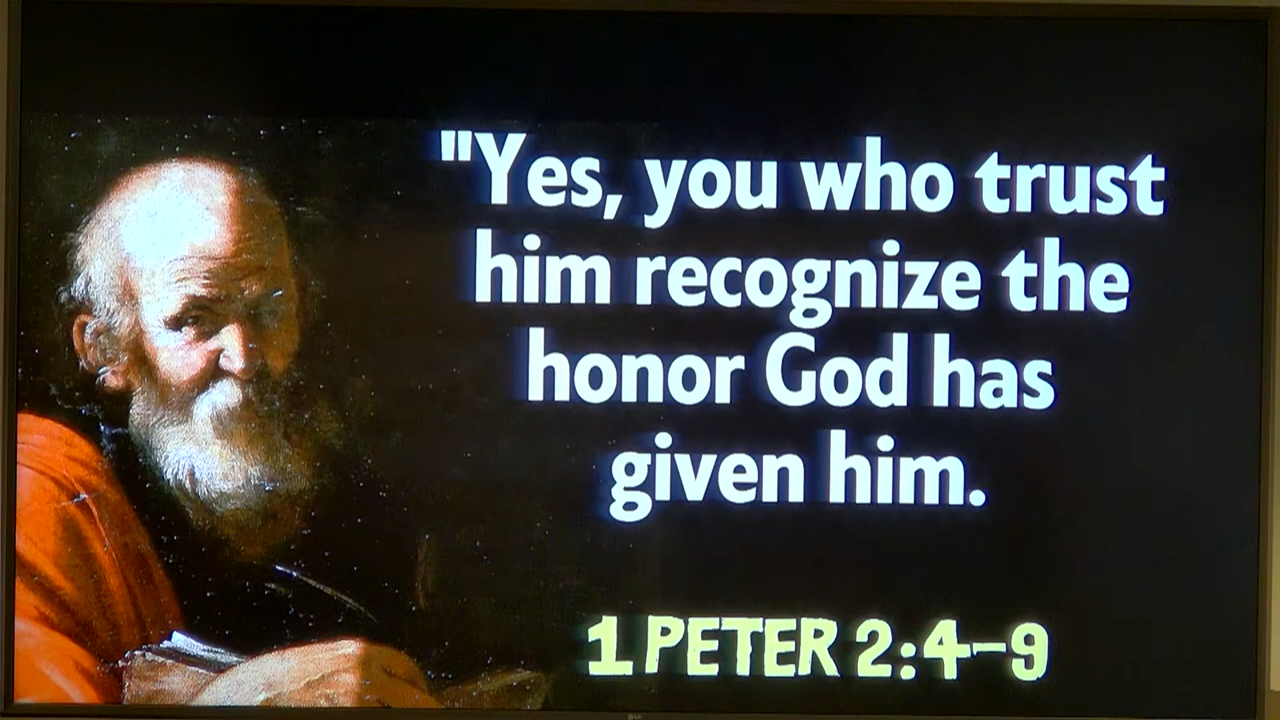 "Yes, you who trust
him recognize the
honor God has
given him.
1 PETER 2:4–9